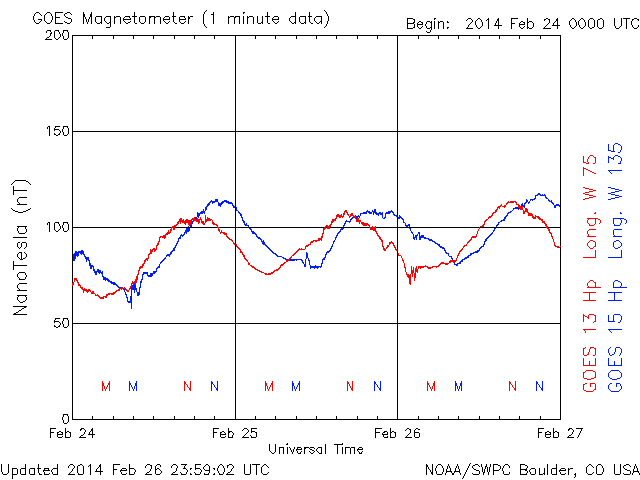 GOES Magnetometer (1 minute data)
Begin: 2014 Feb 24 0000 UTC
200
150
100
50
0
NanoTesla (nT)
M M N N M M N N M M N N
Feb 24 Feb 25 Feb 26 Feb 27
Universal Time
GOES 13 Hp Long. W 75
GOES 15 Hp Long. W 135
Updated 2014 Feb 26 23:59:02 UTC
NOAA/SWPC Boulder, CO USA